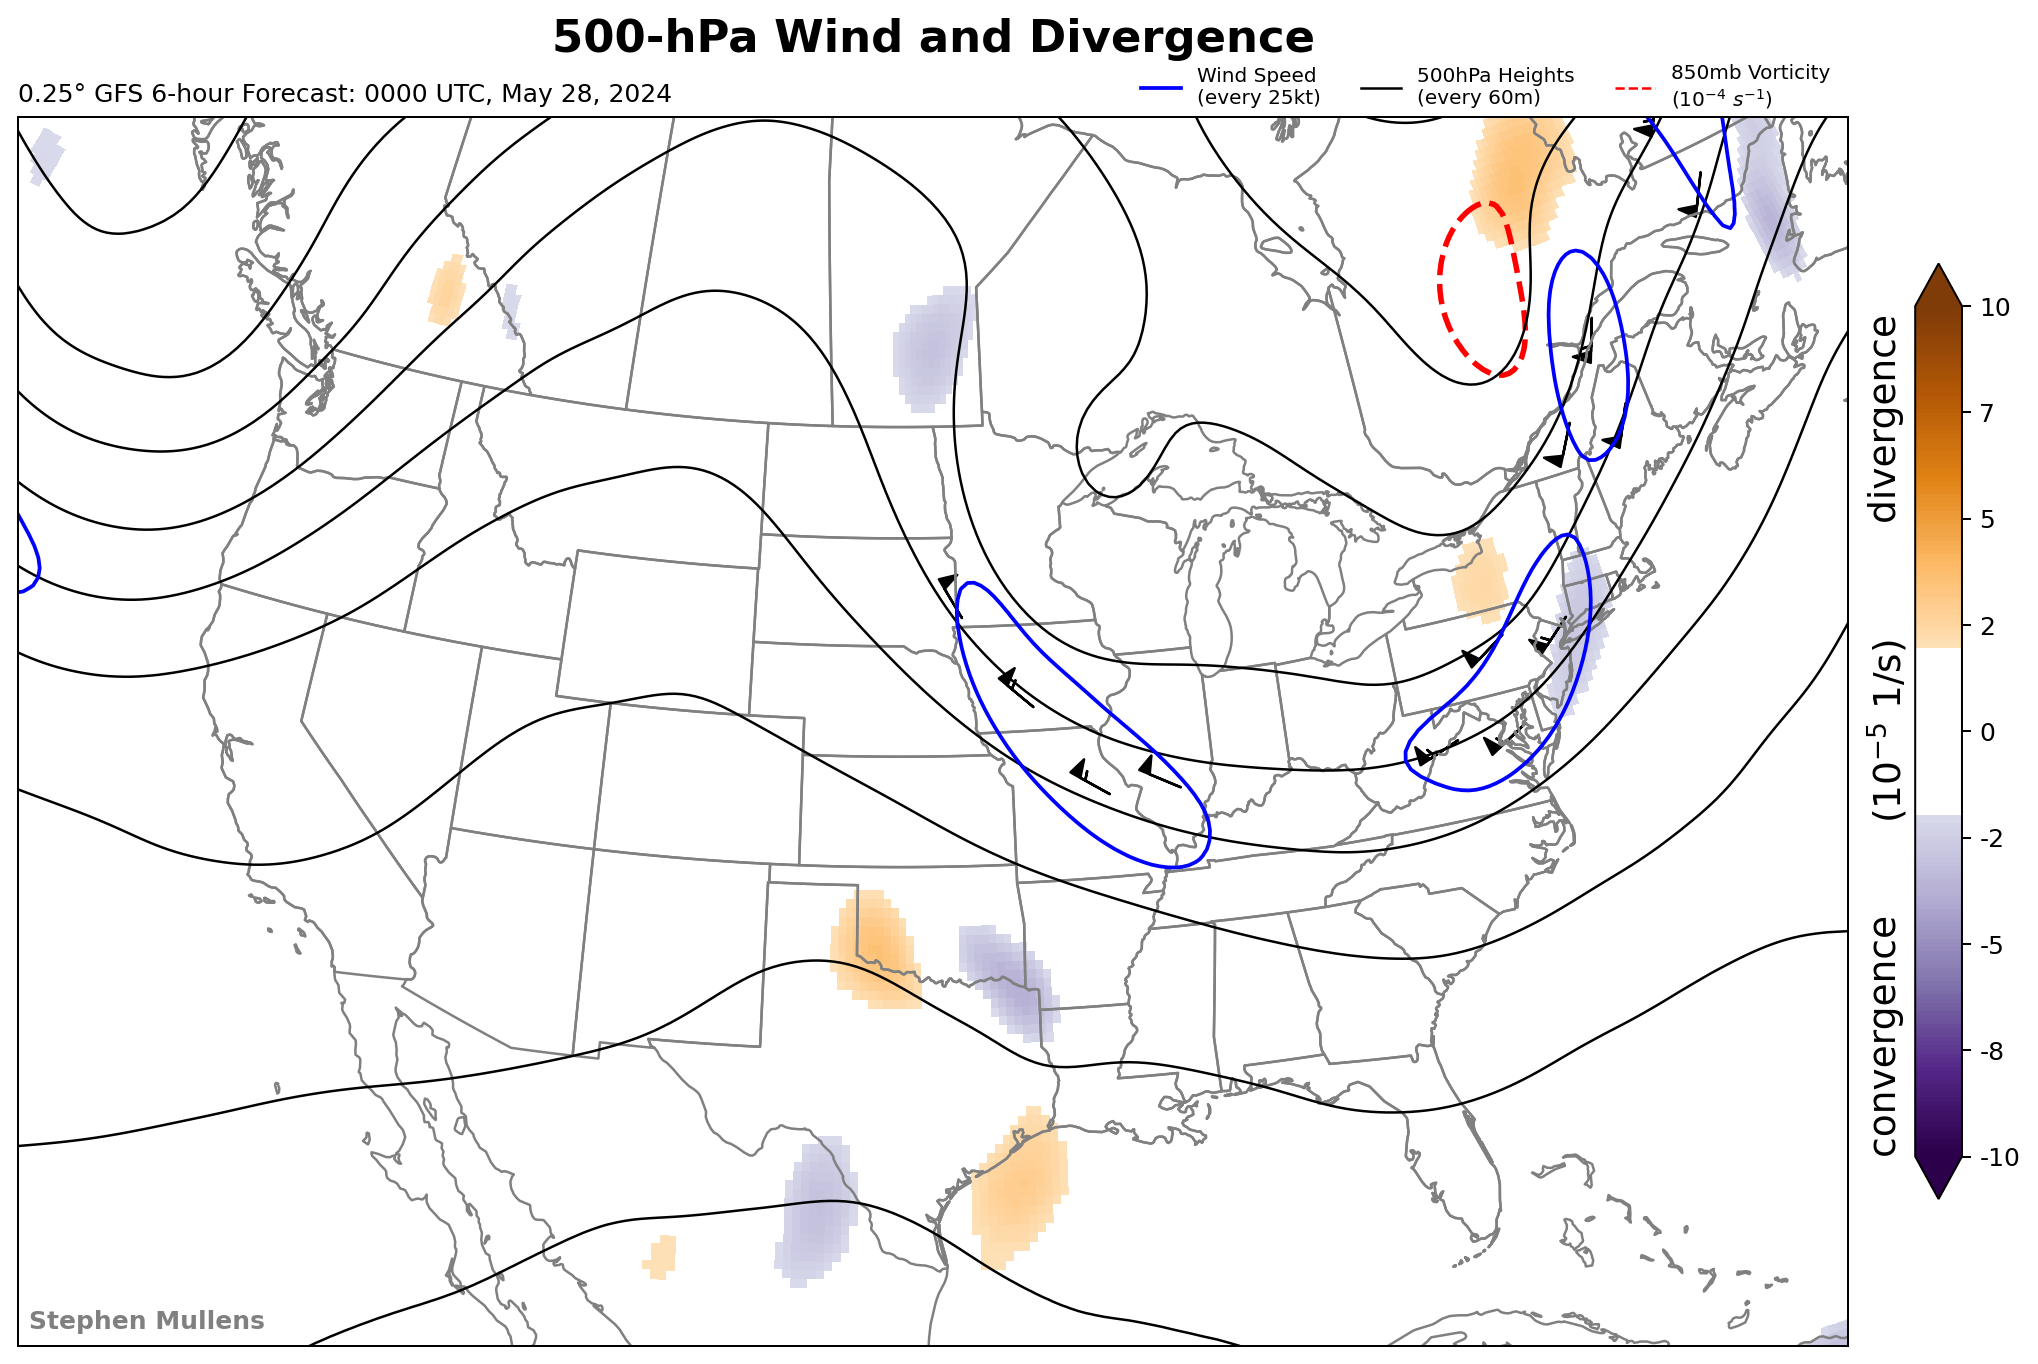 500-hPa Wind and Divergence
0.25° GFS 6-hour Forecast: 0000 UTC, May 28, 2024
Wind Speed
(every 25kt)
500hPa Heights
(every 60m)
850mb Vorticity
(10⁻⁴ s⁻¹)
10
7
5
2
0
-2
-5
-8
-10
divergence
(10⁻⁵ 1/s)
convergence
Stephen Mullens